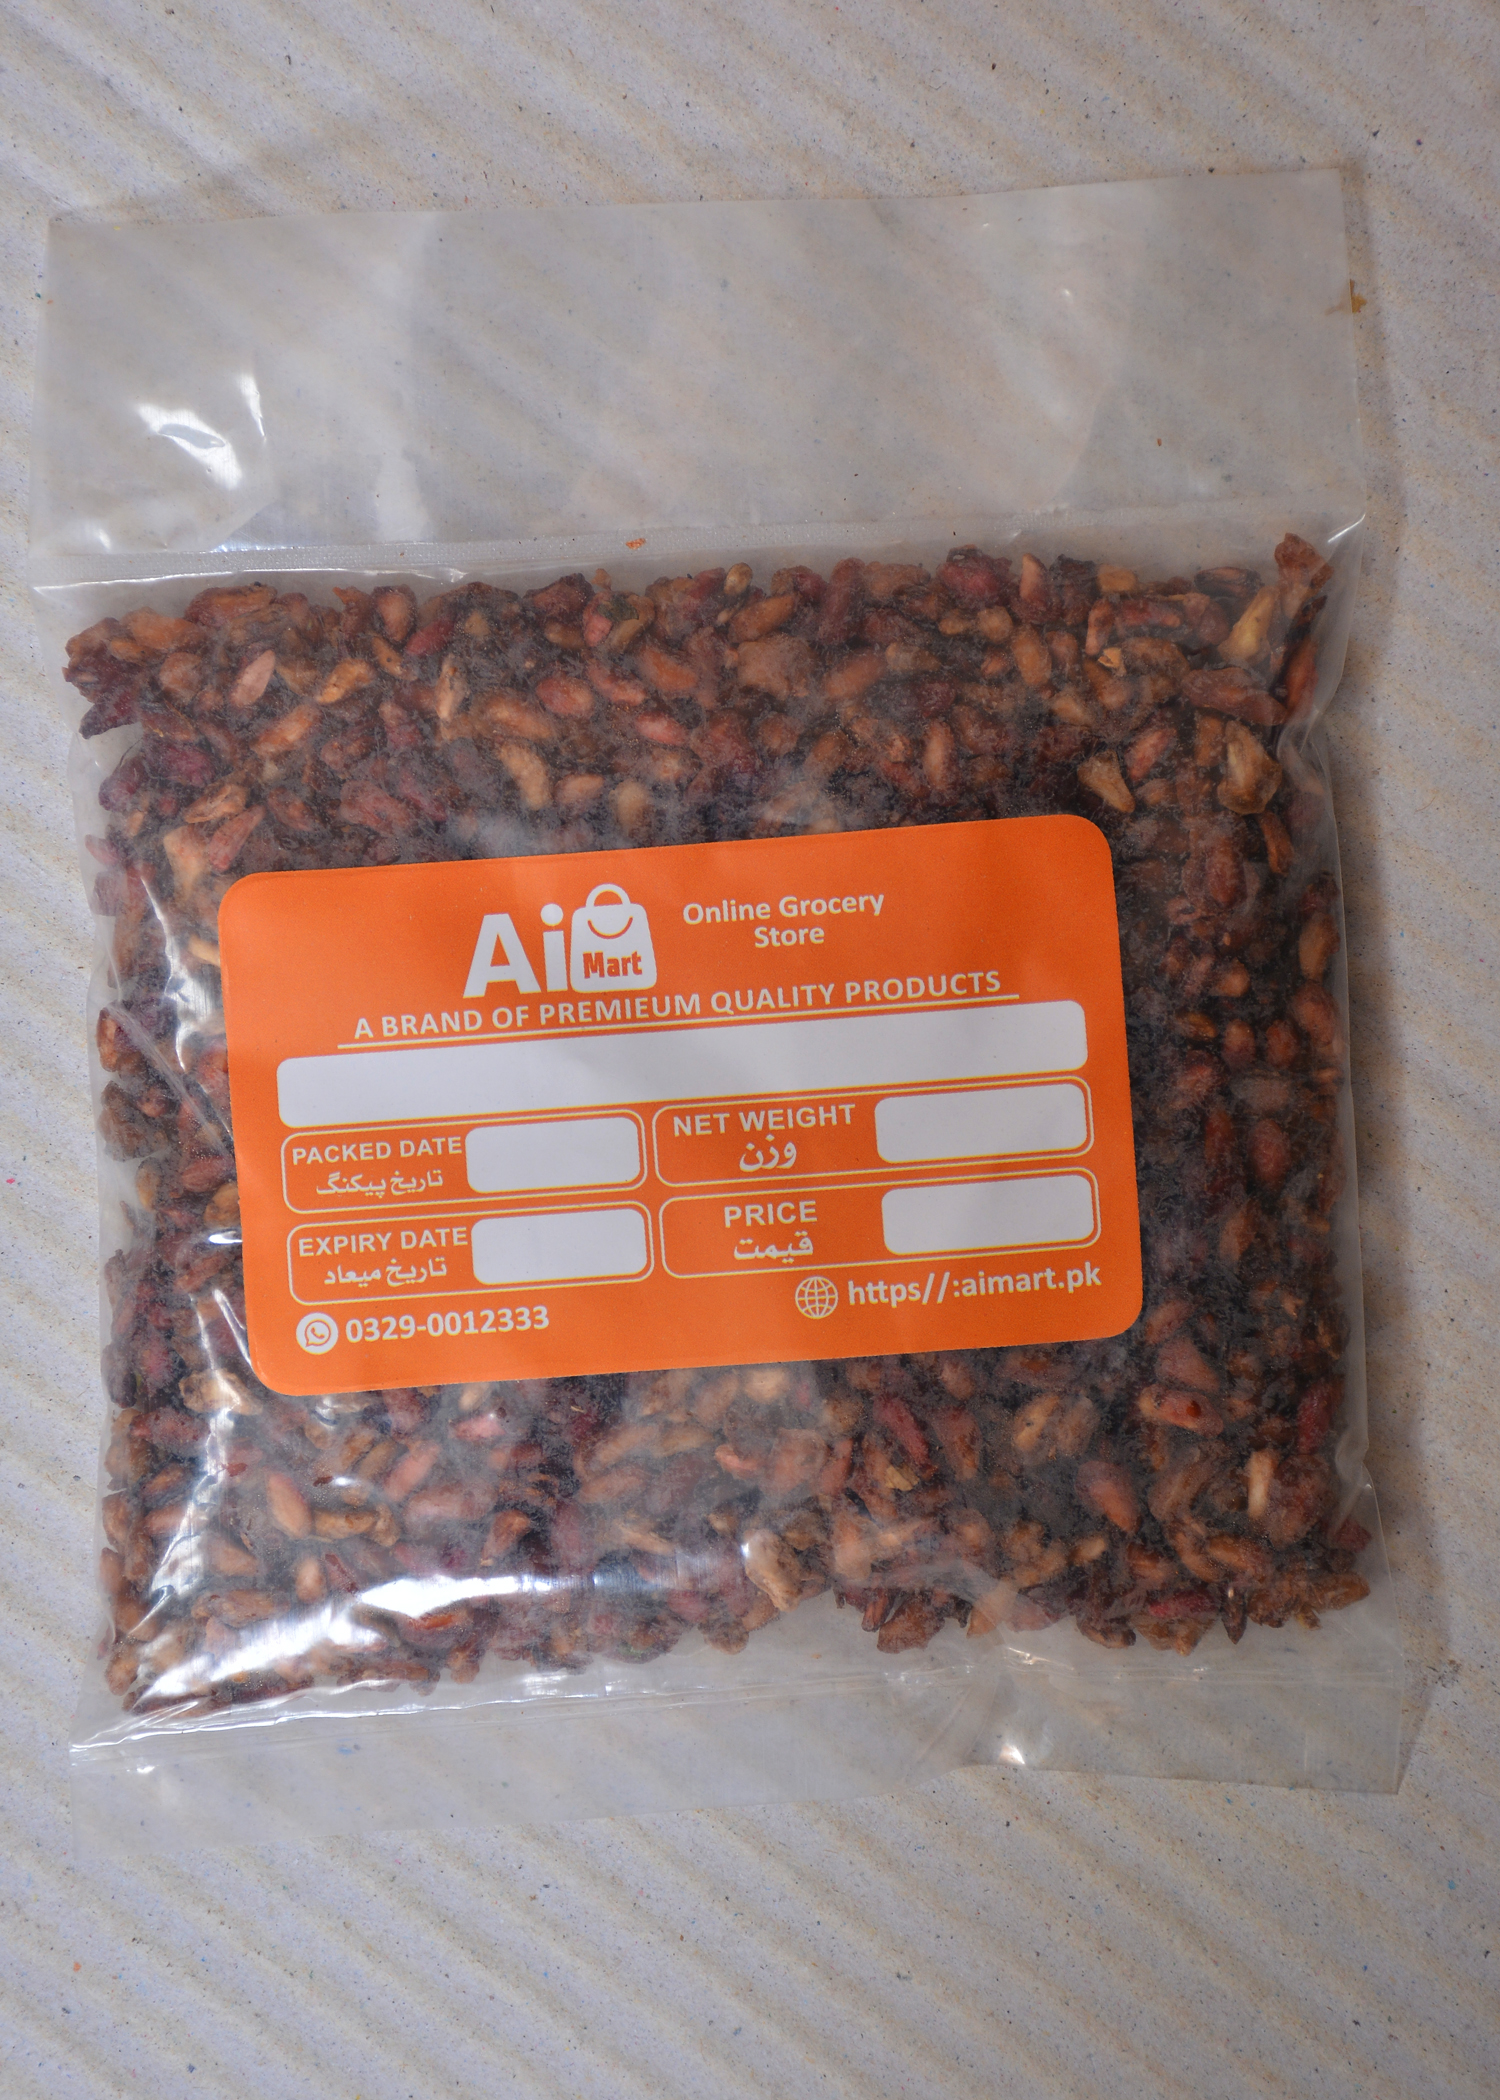 Ai Mart
Online Grocery
Store
A BRAND OF PREMIEUM QUALITY PRODUCTS
PACKED DATE
تاریخ پیکنگ
NET WEIGHT
وزن
EXPIRY DATE
تاریخ میعاد
PRICE
قیمت
0329-0012333
https//:aimart.pk